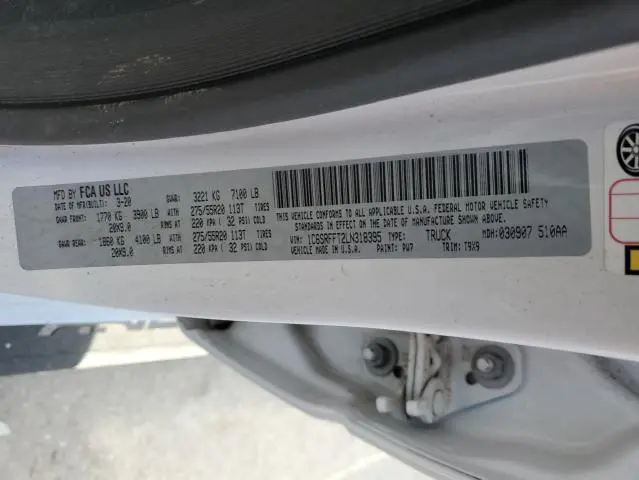 MFD BY FCA US LLC
DATE OF MFR(BUILT): 3-20 GVWR: 3221 KG 7100 LB
GAWR FRONT: 1770 KG 3900 LB WITH 275/55R20 113T
20X9.0 RIMS AT 220 KPA ( 32 PSI) COLD
GAWR REAR: 1860 KG 4100 LB WITH 275/55R20 113T
20X9.0 RIMS AT 220 KPA ( 32 PSI) COLD
THIS VEHICLE CONFORMS TO ALL APPLICABLE U.S.A. FEDERAL MOTOR VEHICLE SAFETY
STANDARDS IN EFFECT ON THE DATE OF MANUFACTURE SHOWN ABOVE.
VIN: 1C6SRFFT2LN318395 TYPE: TRUCK MDH: 030907 510AA
VEHICLE MADE IN U.S.A. PAINT: PW7 TRIM: T9X9